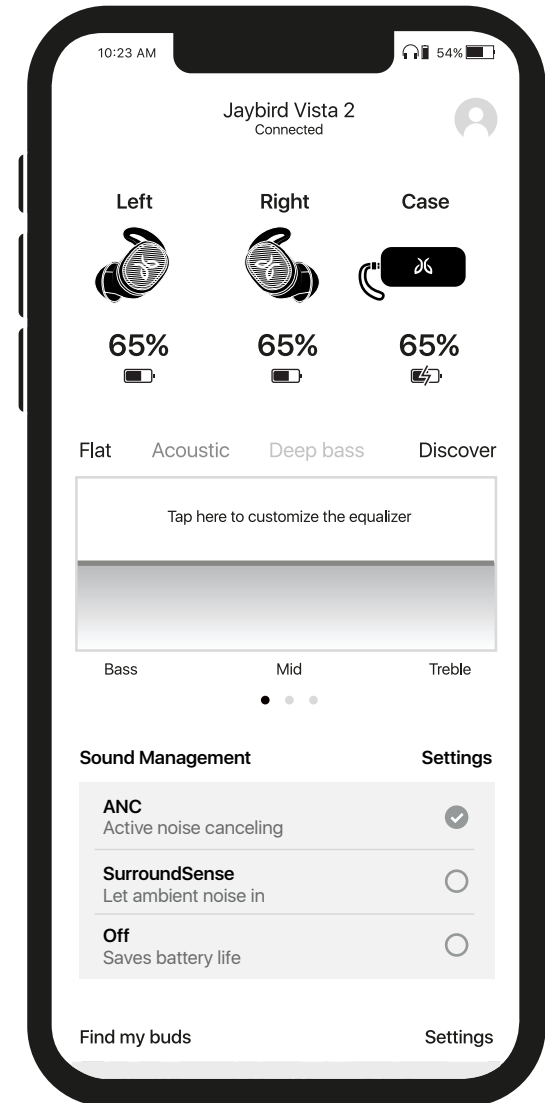 10:23 AM 54%
Jaybird Vista 2
Connected
Left Right Case
65% 65% 65%
Flat Acoustic Deep bass Discover
Tap here to customize the equalizer
Bass Mid Treble
Sound Management Settings
ANC
Active noise canceling
SurroundSense
Let ambient noise in
Off
Saves battery life
Find my buds Settings